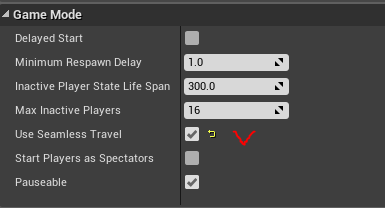 Game Mode
Delayed Start
Minimum Respawn Delay 1.0
Inactive Player State Life Span 300.0
Max Inactive Players 16
Use Seamless Travel
Start Players as Spectators
Pauseable